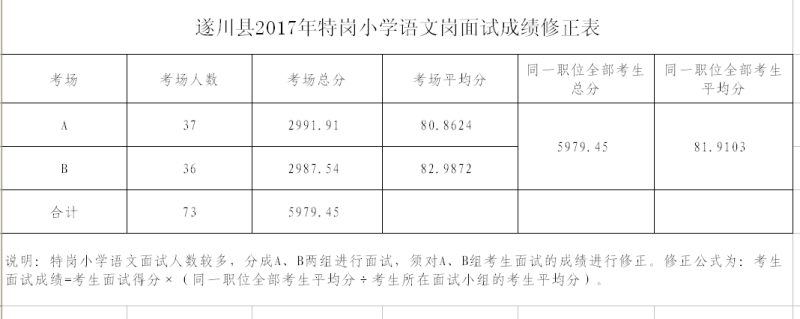 遂川县2017年特岗小学语文岗面试成绩修正表
考场 考场人数 考场总分 考场平均分 同一职位全部考生总分 同一职位全部考生平均分
A 37 2991.91 80.8624 5979.45 81.9103
B 36 2987.54 82.9872
合计 73 5979.45
说明：特岗小学语文面试人数较多，分成A、B两组进行面试，须对A、B组考生面试的成绩进行修正。修正公式为：考生
面试成绩=考生面试得分×（同一职位全部考生平均分÷考生所在面试小组的考生平均分）。